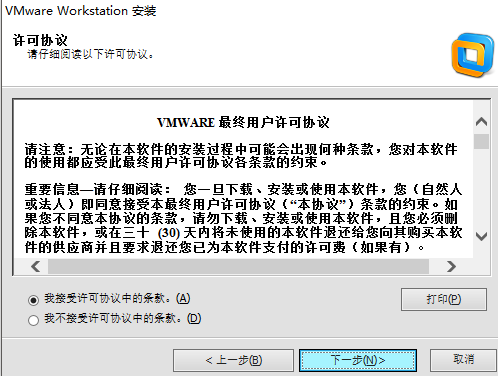 VMware Workstation 安装
许可协议
请仔细阅读以下许可协议。
VMWARE 最终用户许可协议
请注意：无论在本软件的安装过程中可能会出现何种条款，您对本软件
的使用都应受此最终用户许可协议各条款的约束。
重要信息—请仔细阅读： 您一旦下载、安装或使用本软件，您（自然人
或法人）即同意接受本最终用户许可协议（“本协议”）条款的约束。如
果您不同意本协议的条款，请勿下载、安装或使用本软件，且您必须删
除本软件，或在三十 (30) 天内将未使用的本软件退还给您向其购买本软
件的供应商并且要求退还您已为本软件支付的许可费（如果有）。
我接受许可协议中的条款。(A)
打印(P)
我不接受许可协议中的条款。(D)
< 上一步(B)
下一步(N)>
取消